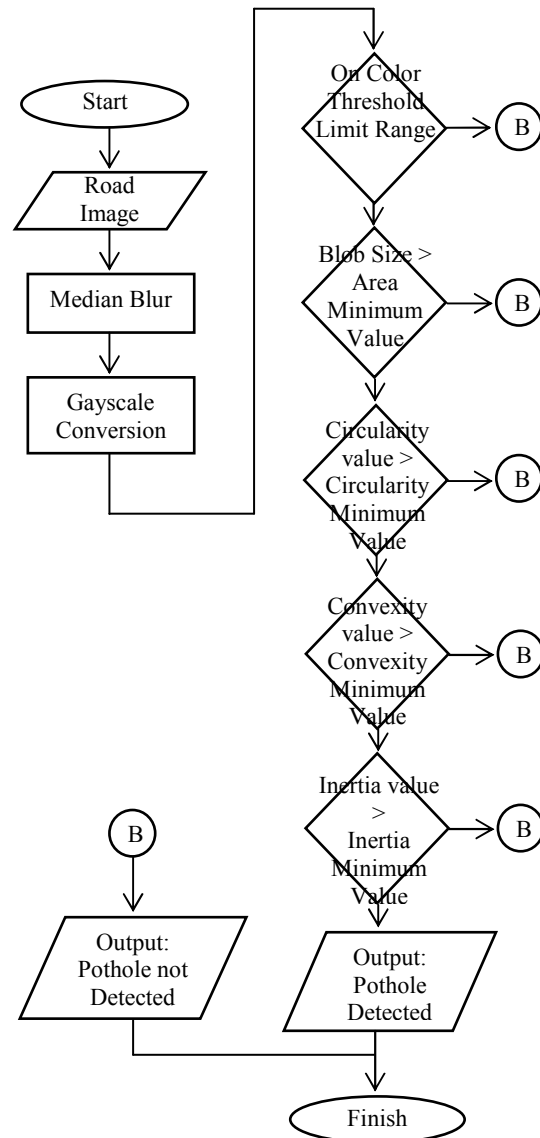 Start
Road
Image
Median Blur
Gayscale
Conversion
On Color
Threshold
Limit Range
B
Blob Size >
Area
Minimum
Value
B
Circularity
value >
Circularity
Minimum
Value
B
Convexity
value >
Convexity
Minimum
Value
B
Inertia value
>
Inertia
Minimum
Value
B
B
Output:
Pothole not
Detected
Output:
Pothole
Detected
Finish